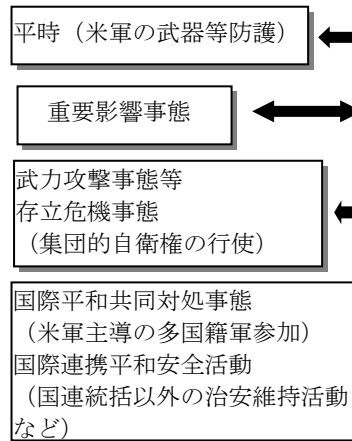 平時（米軍の武器等防護）
重要影響事態
武力攻撃事態等
存立危機事態
（集団的自衛権の行使）
国際平和共同対処事態
（米軍主導の多国籍軍参加）
国際連携平和安全活動
（国連統括以外の治安維持活動
など）